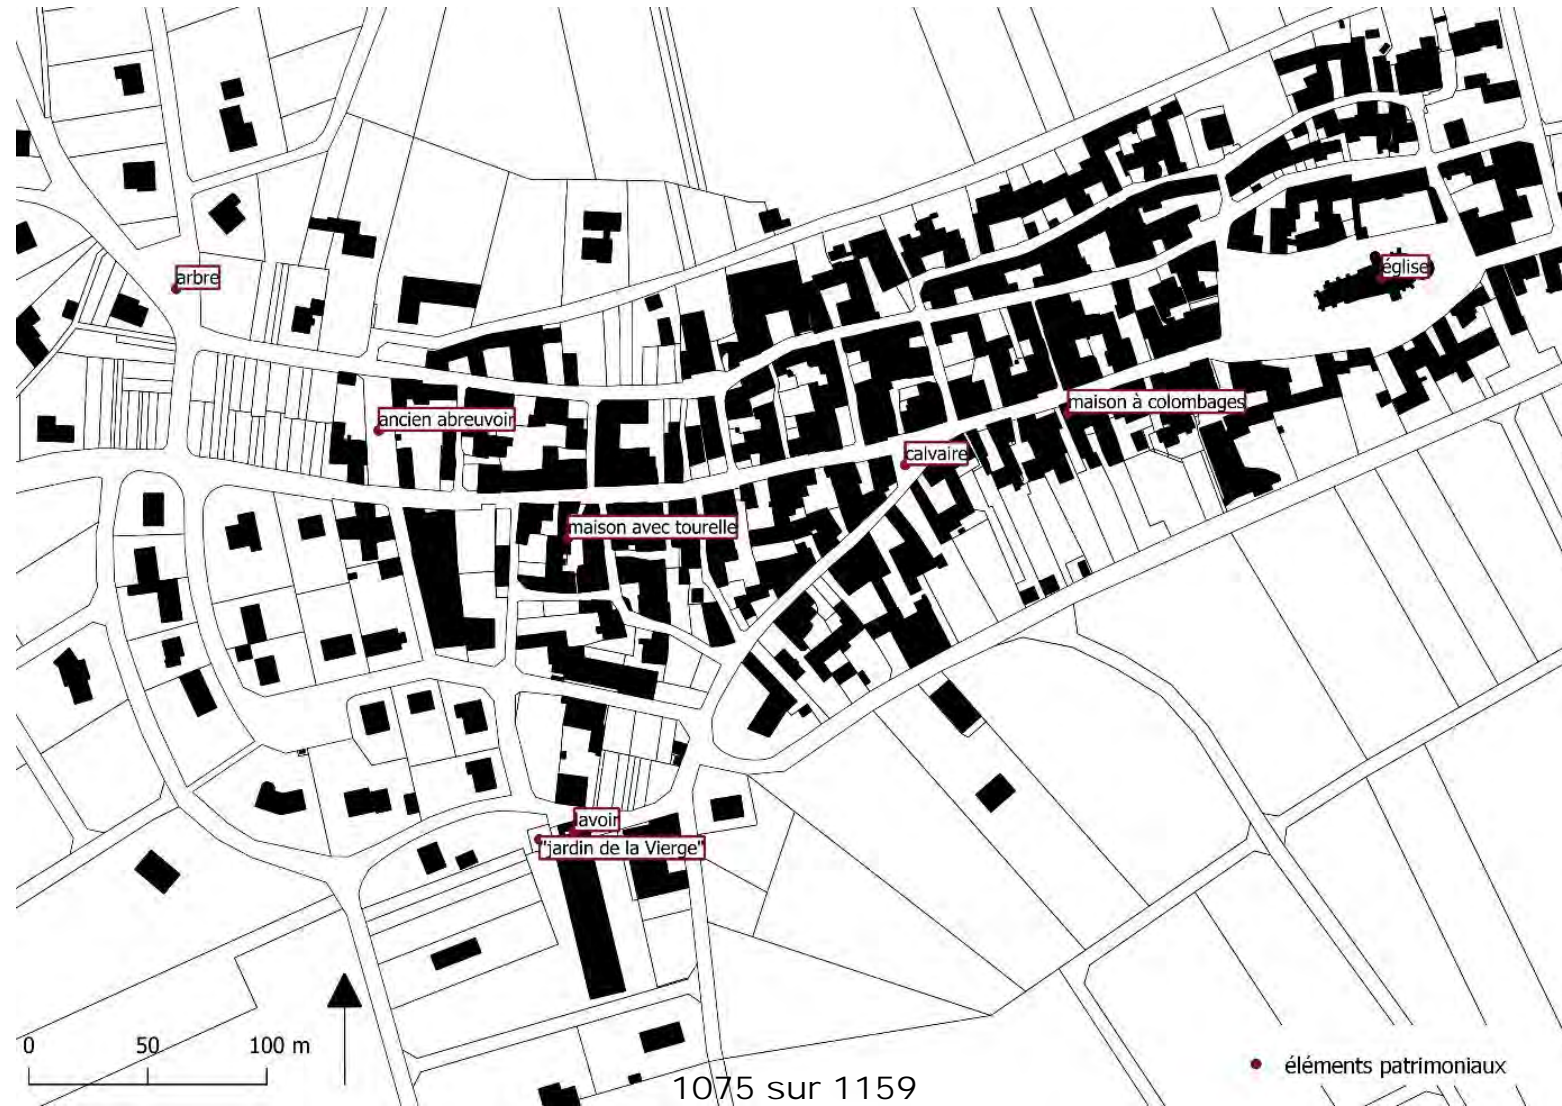 église
arbre
maison à colombages
ancien abreuvoir
calvaire
maison avec tourelle
lavoir
"jardin de la Vierge"
0 50 100 m
éléments patrimoniaux
1075 sur 1159